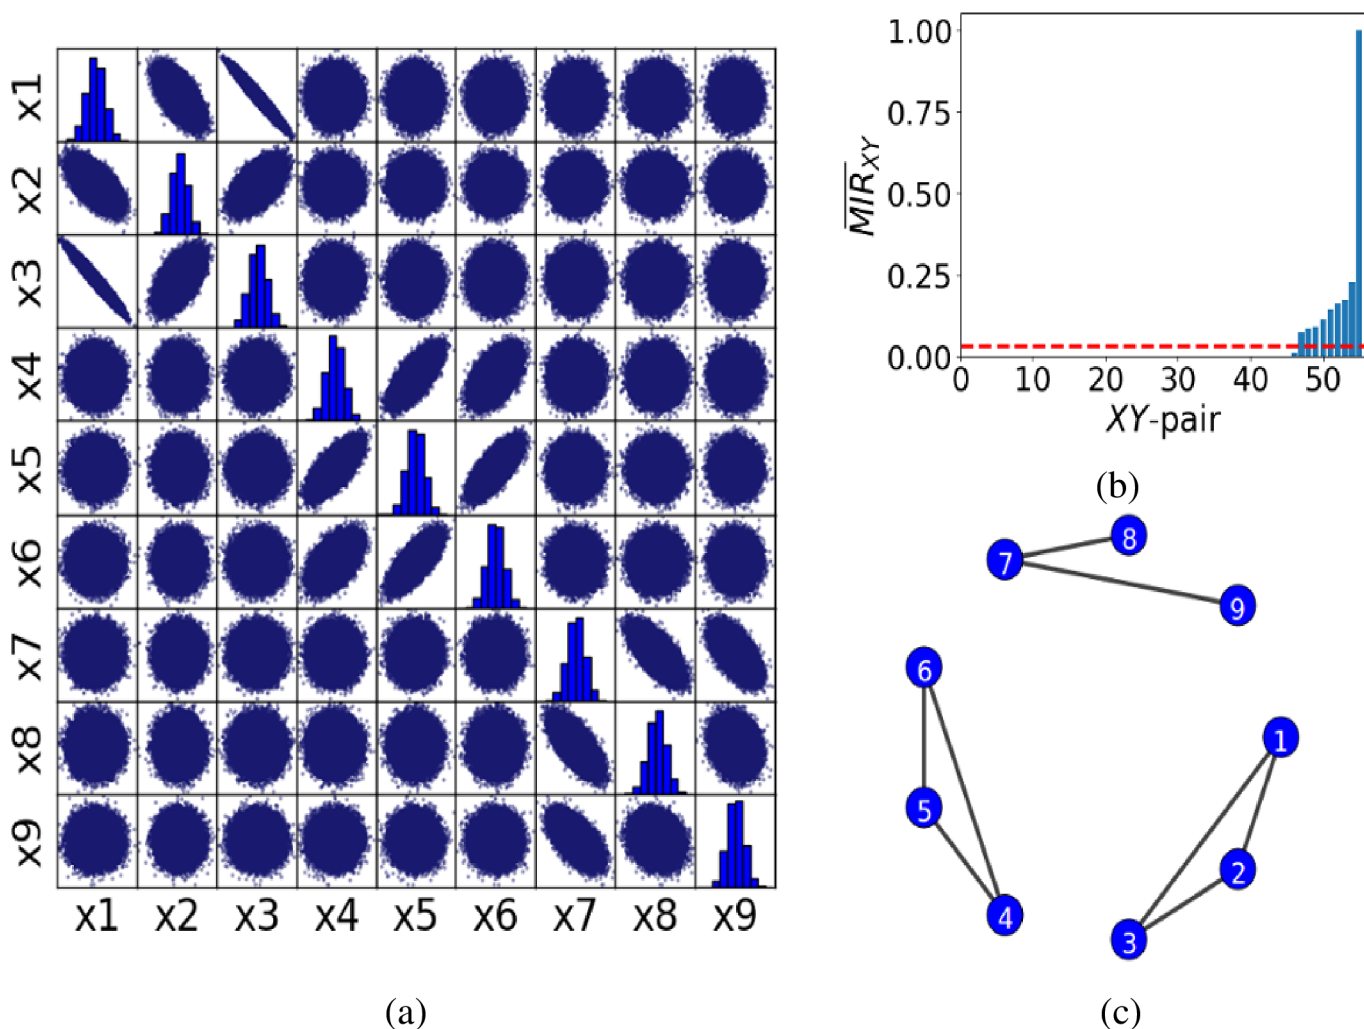 x1
x2
x3
x4
x5
x6
x7
x8
x9
x1 x2 x3 x4 x5 x6 x7 x8 x9
(a)
1.00
0.75
0.50
0.25
0.00
MIR_XY
0 10 20 30 40 50
XY-pair
(b)
8
7
9
6
1
5
2
4
3
(c)